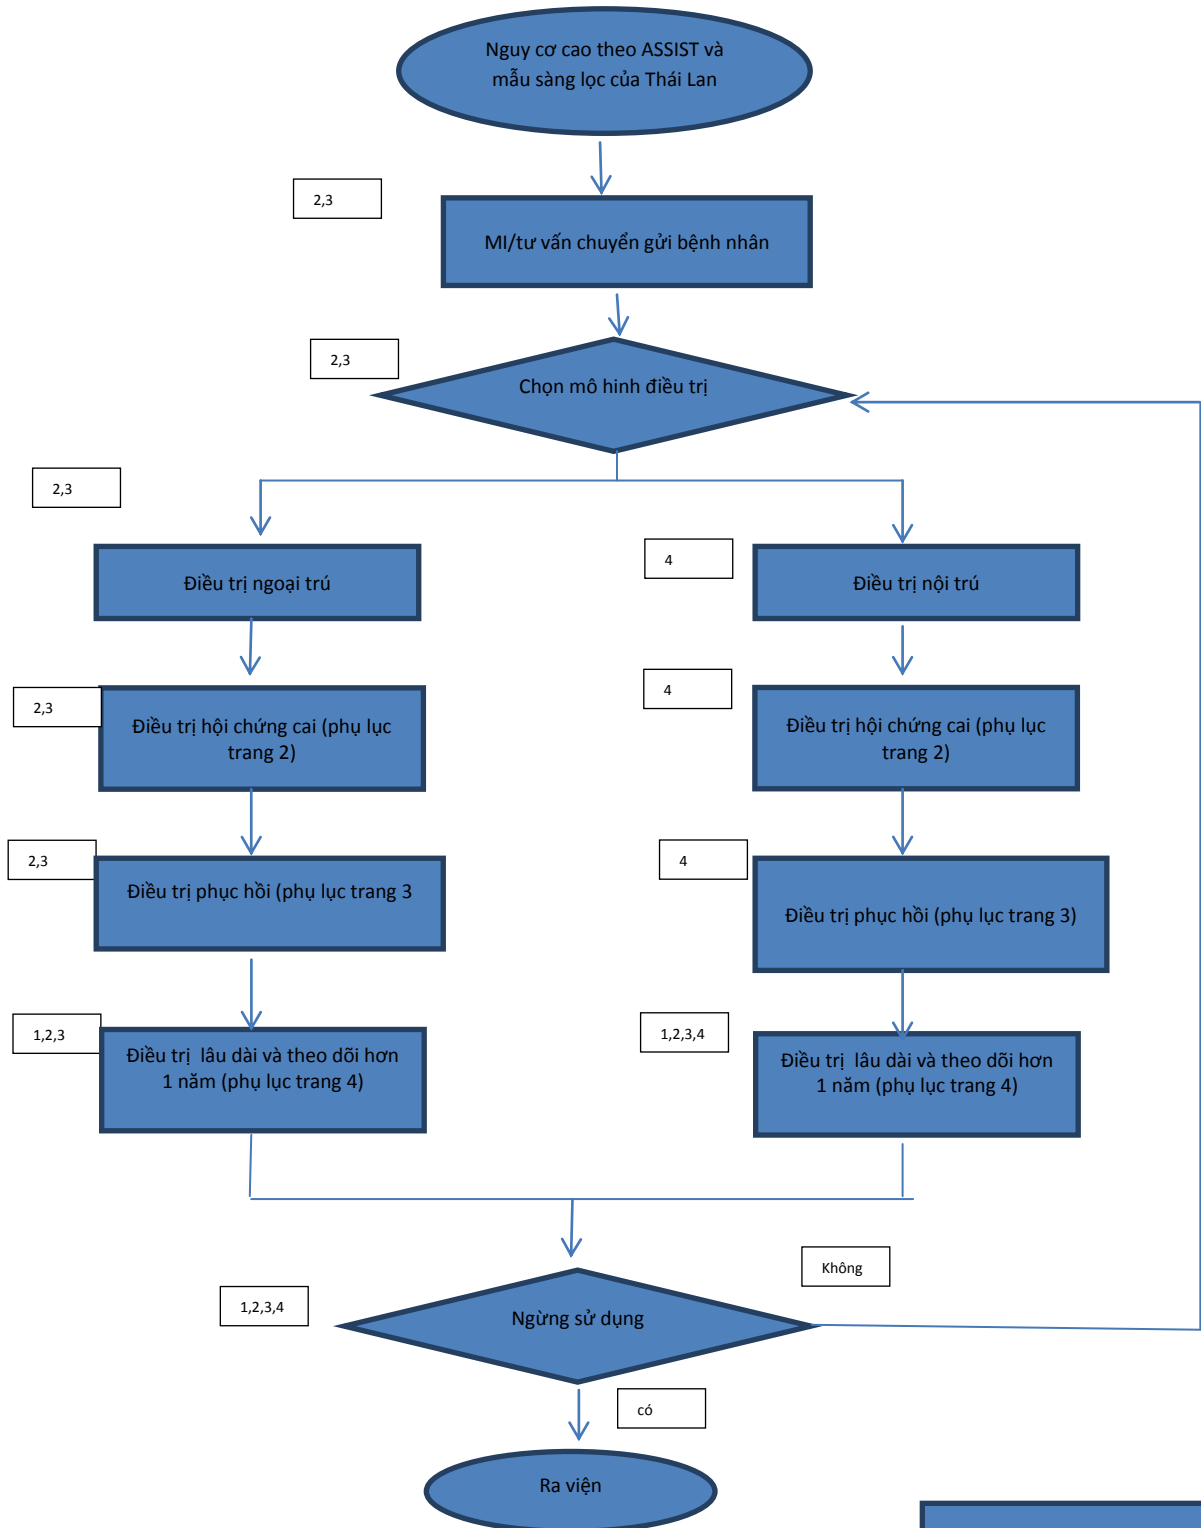 Nguy cơ cao theo ASSIST và
mẫu sàng lọc của Thái Lan
2,3
MI/tư vấn chuyển gửi bệnh nhân
2,3
Chọn mô hinh điều trị
2,3
Điều trị ngoại trú
4
Điều trị nội trú
2,3
Điều trị hội chứng cai (phụ lục
trang 2)
4
Điều trị hội chứng cai (phụ lục
trang 2)
2,3
Điều trị phục hồi (phụ lục trang 3
4
Điều trị phục hồi (phụ lục trang 3)
1,2,3
Điều trị  lâu dài và theo dõi hơn
1 năm (phụ lục trang 4)
1,2,3,4
Điều trị  lâu dài và theo dõi hơn
1 năm (phụ lục trang 4)
Không
1,2,3,4
Ngừng sử dụng
có
Ra viện